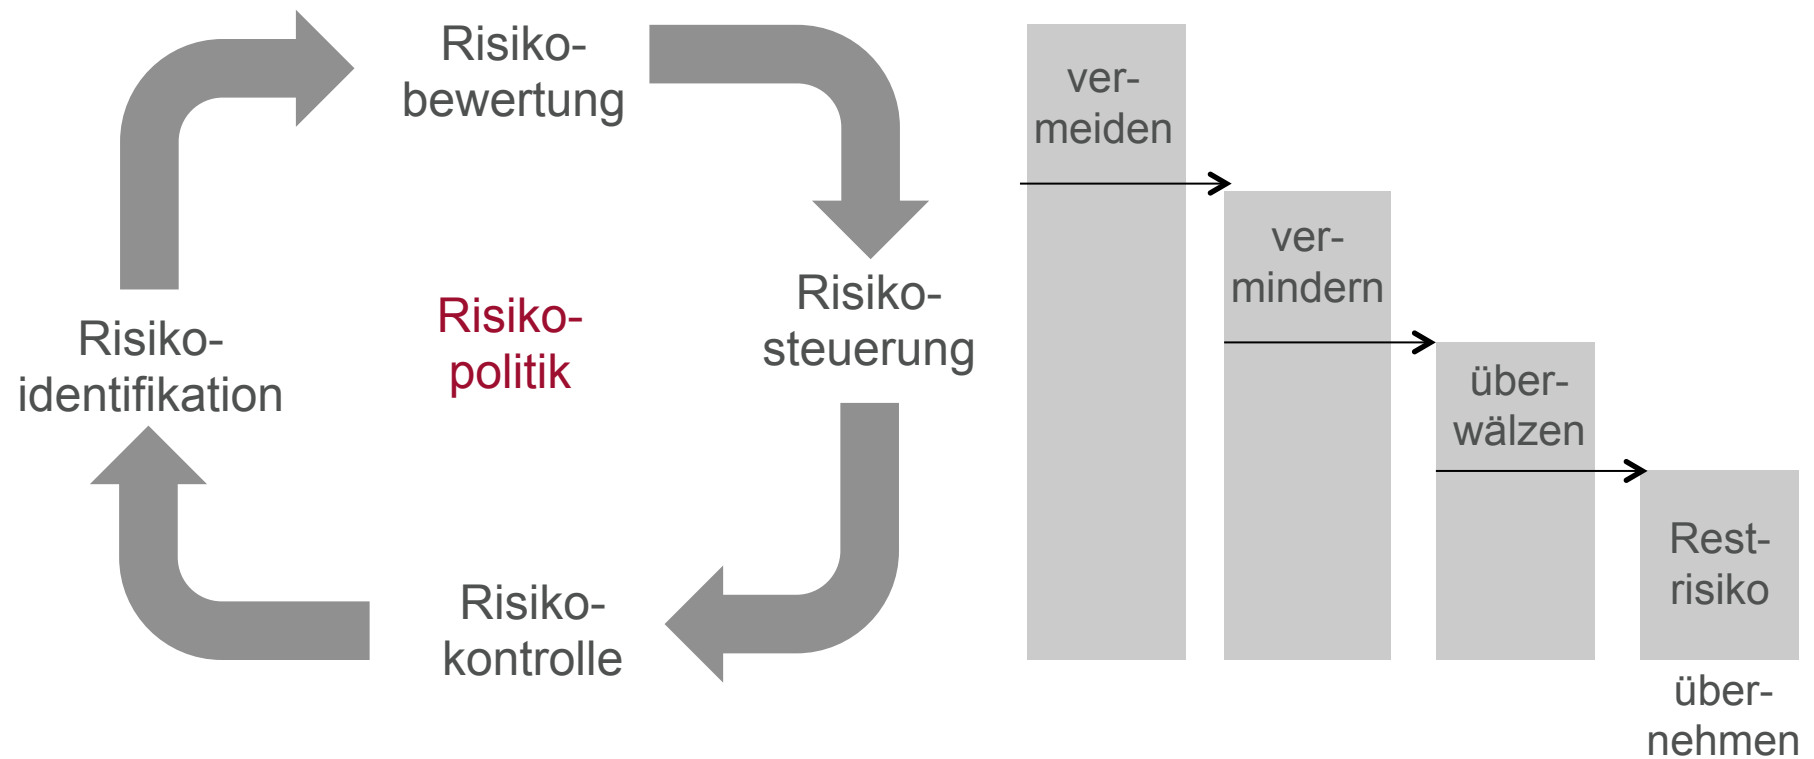 Risiko-
bewertung
Risiko-
steuerung
Risiko-
kontrolle
Risiko-
identifikation
Risiko-
politik
ver-
meiden
ver-
mindern
über-
wälzen
Rest-
risiko
über-
nehmen